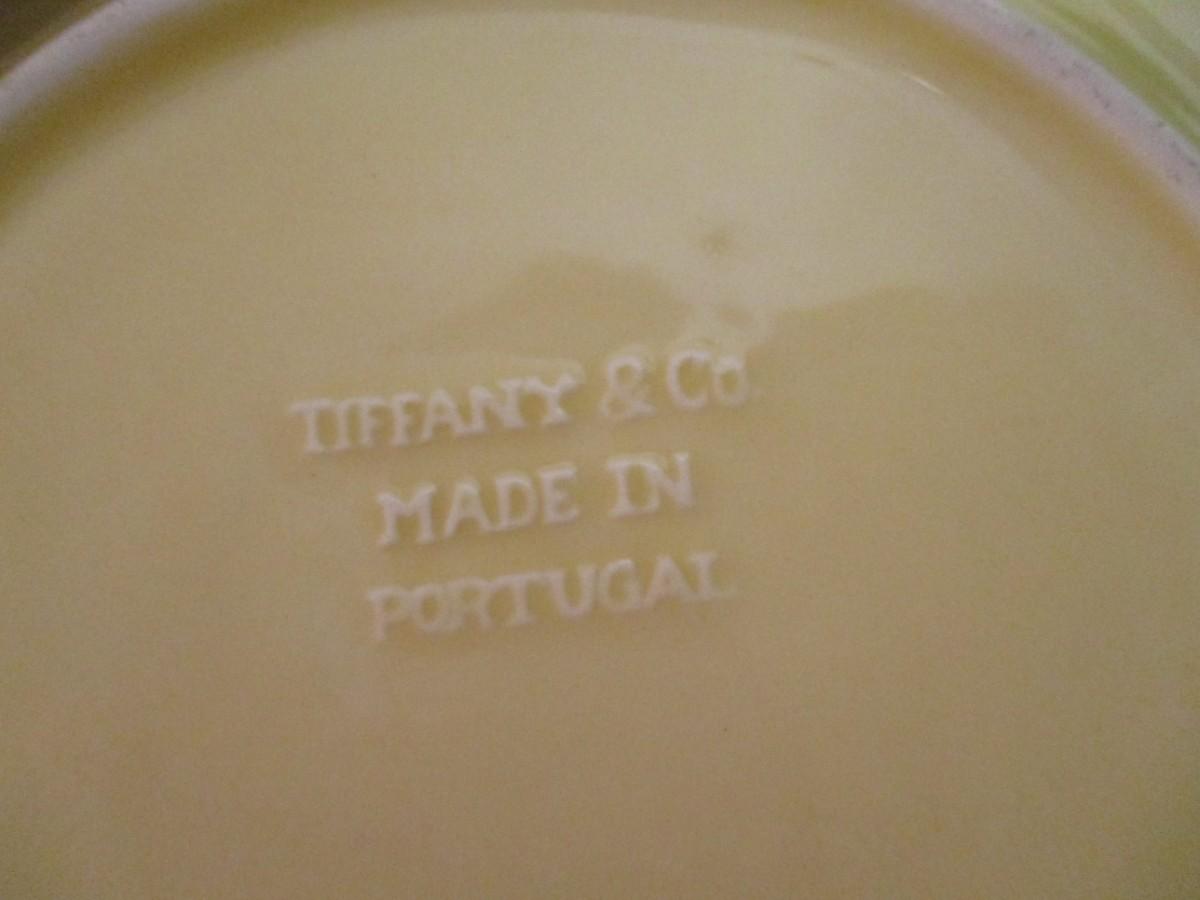 TIFFANY & CO.
MADE IN
PORTUGAL